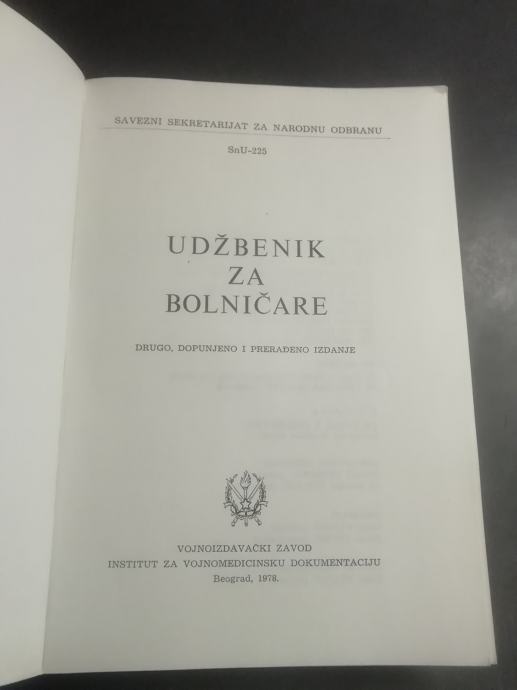 SAVEZNI SEKRETARIJAT ZA NARODNU ODBRANU
SnU-225
UDŽBENIK
ZA
BOLNIČARE
DRUGO, DOPUNJENO I PRERAĐENO IZDANJE
VOJNOIZDAVAČKI ZAVOD
INSTITUT ZA VOJNOMEDICINSKU DOKUMENTACIJU
Beograd, 1978.